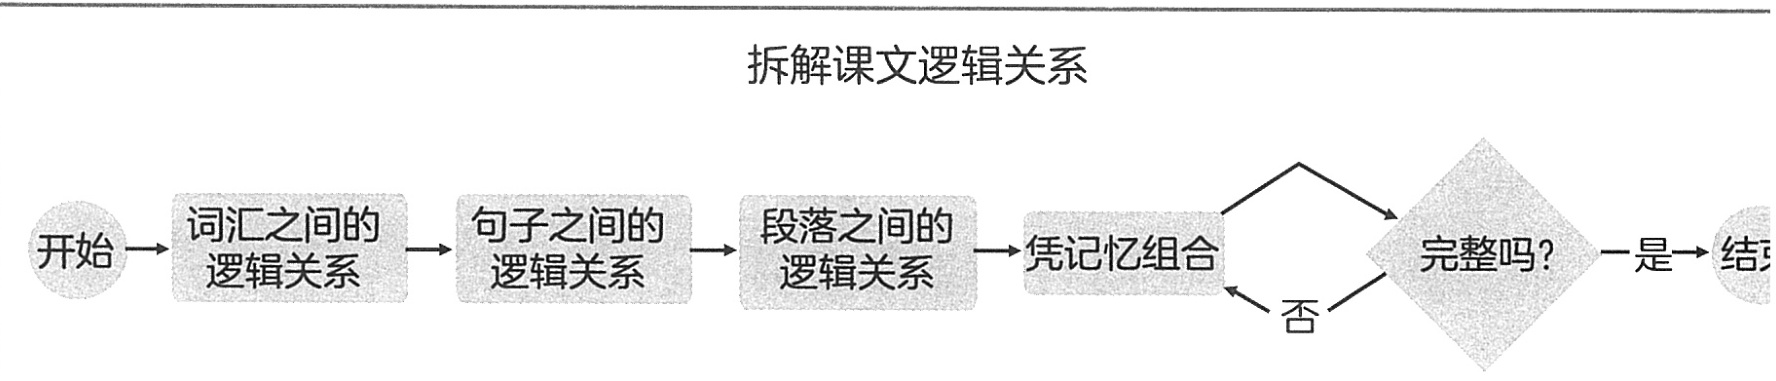 拆解课文逻辑关系
开始
词汇之间的
逻辑关系
句子之间的
逻辑关系
段落之间的
逻辑关系
凭记忆组合
完整吗?
否
是
结